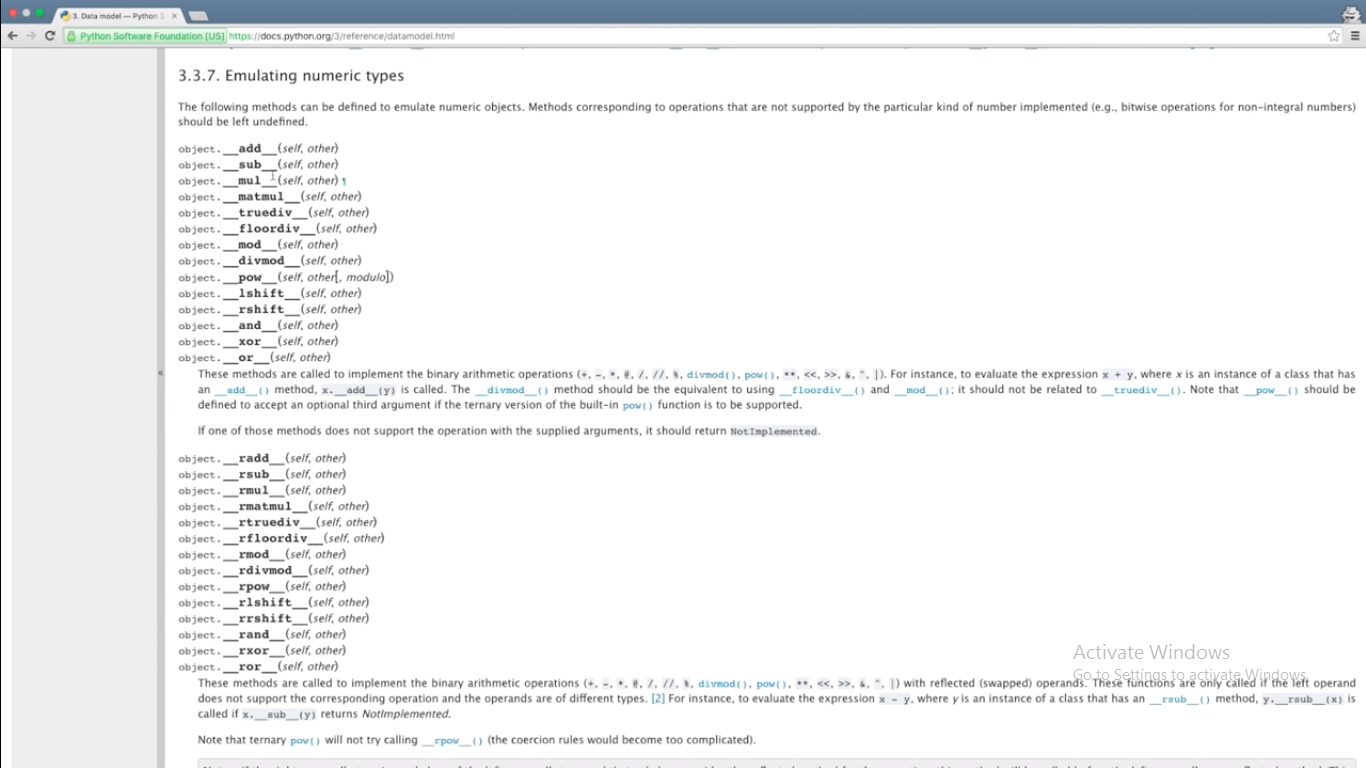 3. Data model — Python 3.
Python Software Foundation [US] https://docs.python.org/3/reference/datamodel.html
3.3.7. Emulating numeric types
The following methods can be defined to emulate numeric objects. Methods corresponding to operations that are not supported by the particular kind of number implemented (e.g., bitwise operations for non-integral numbers)
should be left undefined.
object.__add__(self, other)
object.__sub__(self, other)
object.__mul__(self, other) ¶
object.__matmul__(self, other)
object.__truediv__(self, other)
object.__floordiv__(self, other)
object.__mod__(self, other)
object.__divmod__(self, other)
object.__pow__(self, other[, modulo])
object.__lshift__(self, other)
object.__rshift__(self, other)
object.__and__(self, other)
object.__xor__(self, other)
object.__or__(self, other)
These methods are called to implement the binary arithmetic operations (+, -, *, @, /, //, %, divmod(), pow(), **, <<, >>, &, ^, |). For instance, to evaluate the expression x + y, where x is an instance of a class that has
an __add__() method, x.__add__(y) is called. The __divmod__() method should be the equivalent to using __floordiv__() and __mod__(); it should not be related to __truediv__(). Note that __pow__() should be
defined to accept an optional third argument if the ternary version of the built-in pow() function is to be supported.
If one of those methods does not support the operation with the supplied arguments, it should return NotImplemented.
object.__radd__(self, other)
object.__rsub__(self, other)
object.__rmul__(self, other)
object.__rmatmul__(self, other)
object.__rtruediv__(self, other)
object.__rfloordiv__(self, other)
object.__rmod__(self, other)
object.__rdivmod__(self, other)
object.__rpow__(self, other)
object.__rlshift__(self, other)
object.__rrshift__(self, other)
object.__rand__(self, other)
object.__rxor__(self, other)
object.__ror__(self, other)
These methods are called to implement the binary arithmetic operations (+, -, *, @, /, //, %, divmod(), pow(), **, <<, >>, &, ^, |) with reflected (swapped) operands. These functions are only called if the left operand
does not support the corresponding operation and the operands are of different types. [2] For instance, to evaluate the expression x - y, where y is an instance of a class that has an __rsub__() method, y.__rsub__(x) is
called if x.__sub__(y) returns NotImplemented.
Note that ternary pow() will not try calling __rpow__() (the coercion rules would become too complicated).
Activate Windows
Go to Settings to activate Windows.